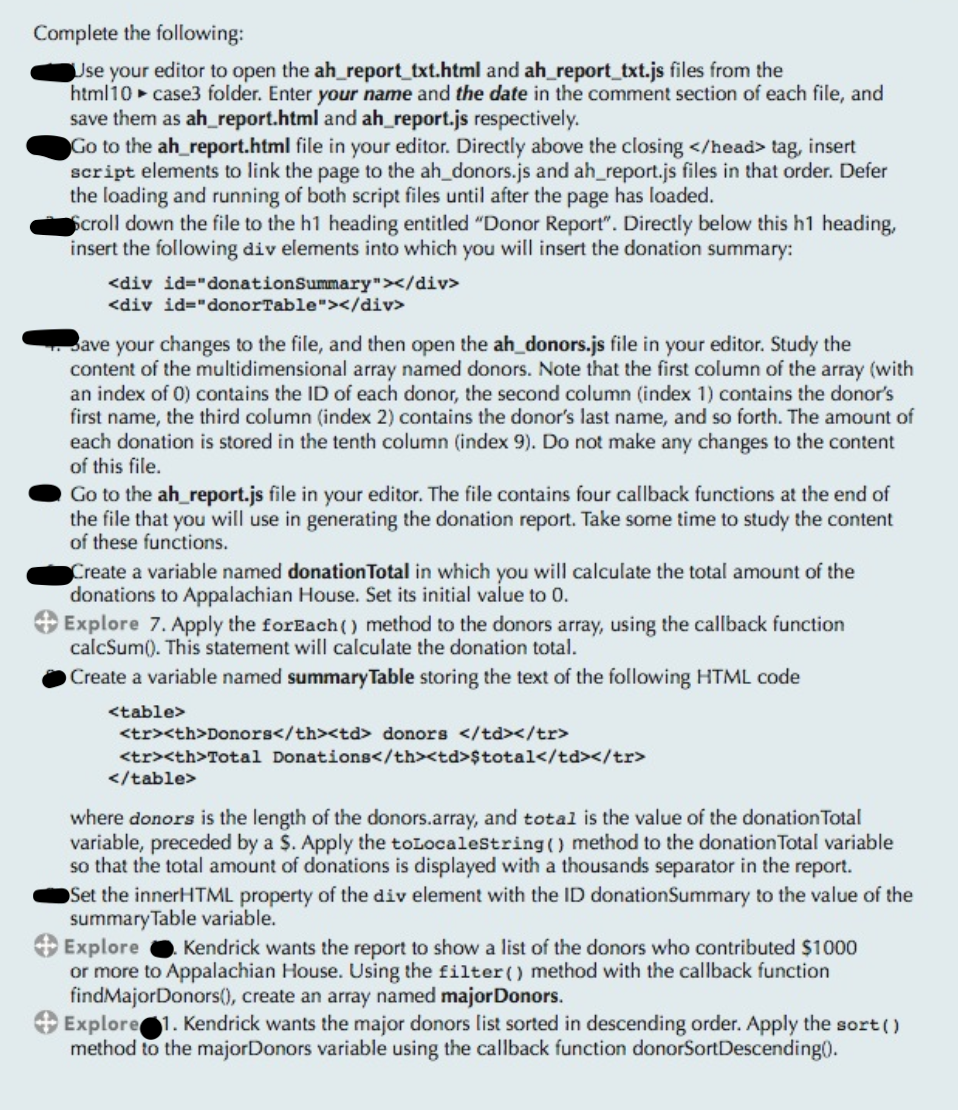 Complete the following:
Use your editor to open the ah_report_txt.html and ah_report_txt.js files from the
html10 ▸ case3 folder. Enter your name and the date in the comment section of each file, and
save them as ah_report.html and ah_report.js respectively.
Go to the ah_report.html file in your editor. Directly above the closing </head> tag, insert
script elements to link the page to the ah_donors.js and ah_report.js files in that order. Defer
the loading and running of both script files until after the page has loaded.
Scroll down the file to the h1 heading entitled “Donor Report”. Directly below this h1 heading,
insert the following div elements into which you will insert the donation summary:
<div id="donationSummary"></div>
<div id="donorTable"></div>
Save your changes to the file, and then open the ah_donors.js file in your editor. Study the
content of the multidimensional array named donors. Note that the first column of the array (with
an index of 0) contains the ID of each donor, the second column (index 1) contains the donor’s
first name, the third column (index 2) contains the donor’s last name, and so forth. The amount of
each donation is stored in the tenth column (index 9). Do not make any changes to the content
of this file.
Go to the ah_report.js file in your editor. The file contains four callback functions at the end of
the file that you will use in generating the donation report. Take some time to study the content
of these functions.
Create a variable named donationTotal in which you will calculate the total amount of the
donations to Appalachian House. Set its initial value to 0.
Explore 7. Apply the forEach() method to the donors array, using the callback function
calcSum(). This statement will calculate the donation total.
Create a variable named summaryTable storing the text of the following HTML code
<table>
<tr><th>Donors</th><td> donors </td></tr>
<tr><th>Total Donations</th><td>$total</td></tr>
</table>
where donors is the length of the donors.array, and total is the value of the donationTotal
variable, preceded by a $. Apply the toLocaleString() method to the donationTotal variable
so that the total amount of donations is displayed with a thousands separator in the report.
Set the innerHTML property of the div element with the ID donationSummary to the value of the
summaryTable variable.
Explore . Kendrick wants the report to show a list of the donors who contributed $1000
or more to Appalachian House. Using the filter() method with the callback function
findMajorDonors(), create an array named majorDonors.
Explore 1. Kendrick wants the major donors list sorted in descending order. Apply the sort()
method to the majorDonors variable using the callback function donorSortDescending().